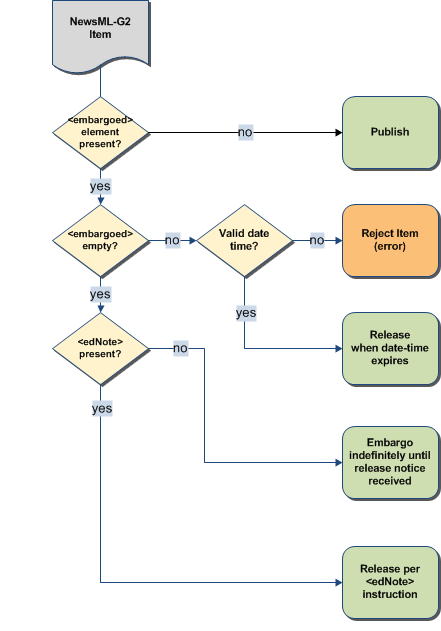 NewsML-G2
Item
<embargoed>
element
present?
no
Publish
yes
<embargoed>
empty?
no
Valid date
time?
no
Reject Item
(error)
yes
yes
Release
when date-time
expires
<edNote>
present?
no
yes
Embargo
indefinitely until
release notice
received
Release per
<edNote>
instruction